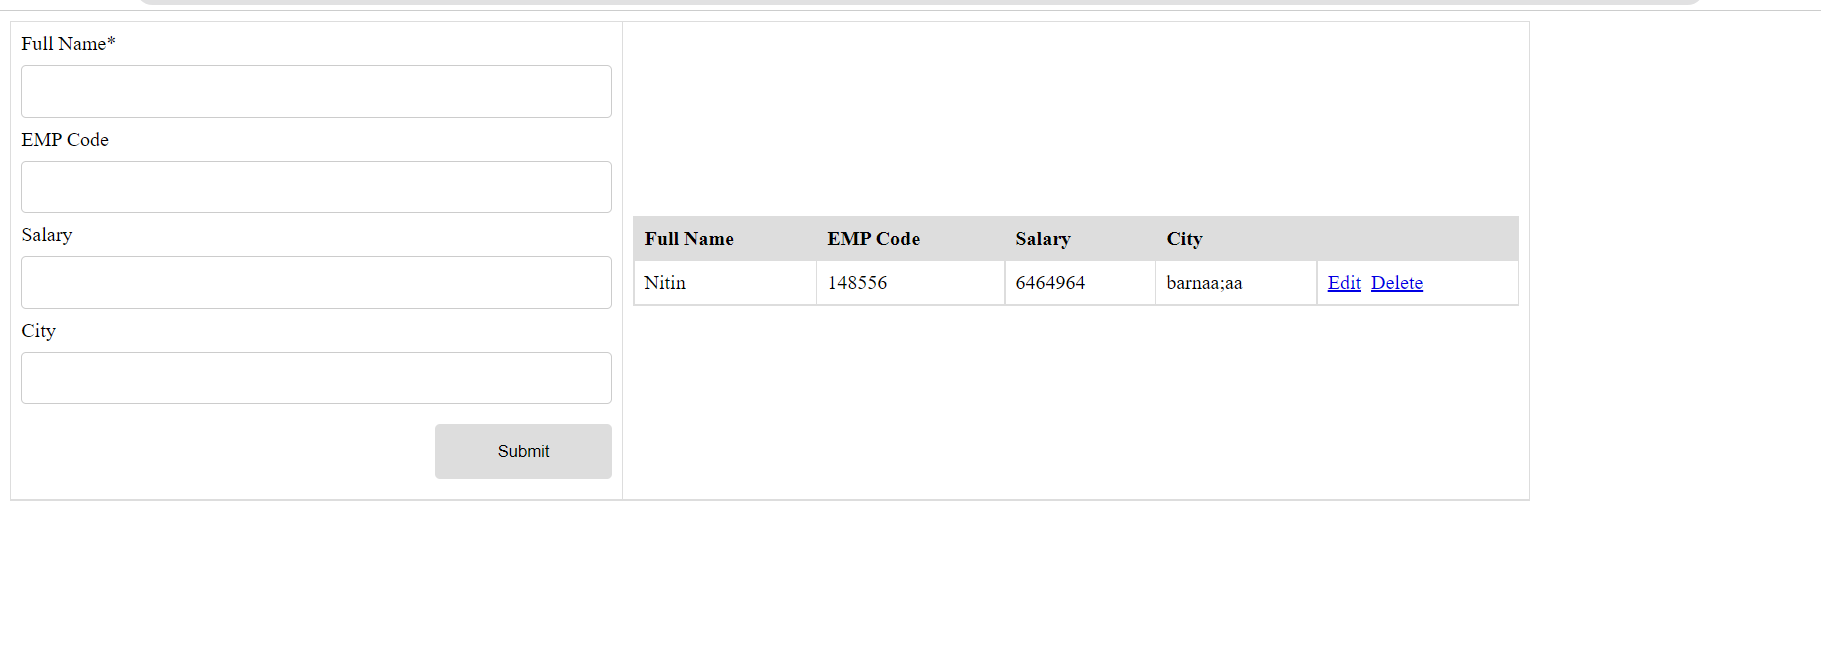 Full Name*
EMP Code
Salary
City
Submit
Full Name EMP Code Salary City
Nitin 148556 6464964 barnaa;aa Edit Delete